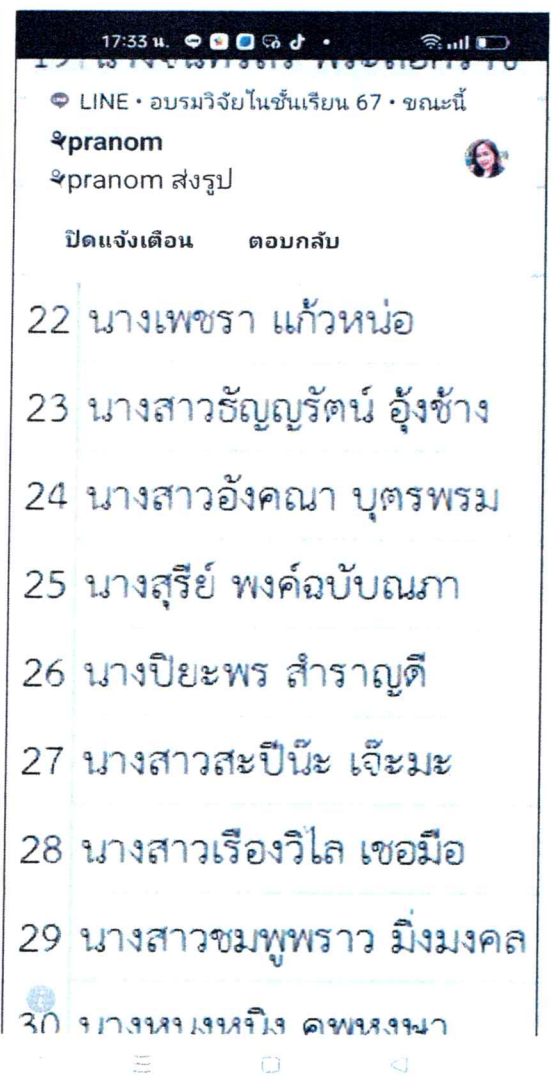 17:33 น.
LINE • อบรมวิจัยในชั้นเรียน 67 • ขณะนี้
pranom
pranom ส่งรูป
ปิดแจ้งเตือน ตอบกลับ
22 นางเพชรา แก้วหน่อ
23 นางสาวธัญญรัตน์ อุ้งช้าง
24 นางสาวอังคณา บุตรพรม
25 นางสุรีย์ พงค์ฉบับณภา
26 นางปิยะพร สำราญดี
27 นางสาวสะปีน๊ะ เจ๊ะมะ
28 นางสาวเรืองวิไล เชอมือ
29 นางสาวชมพูพราว มิ่งมงคล
30